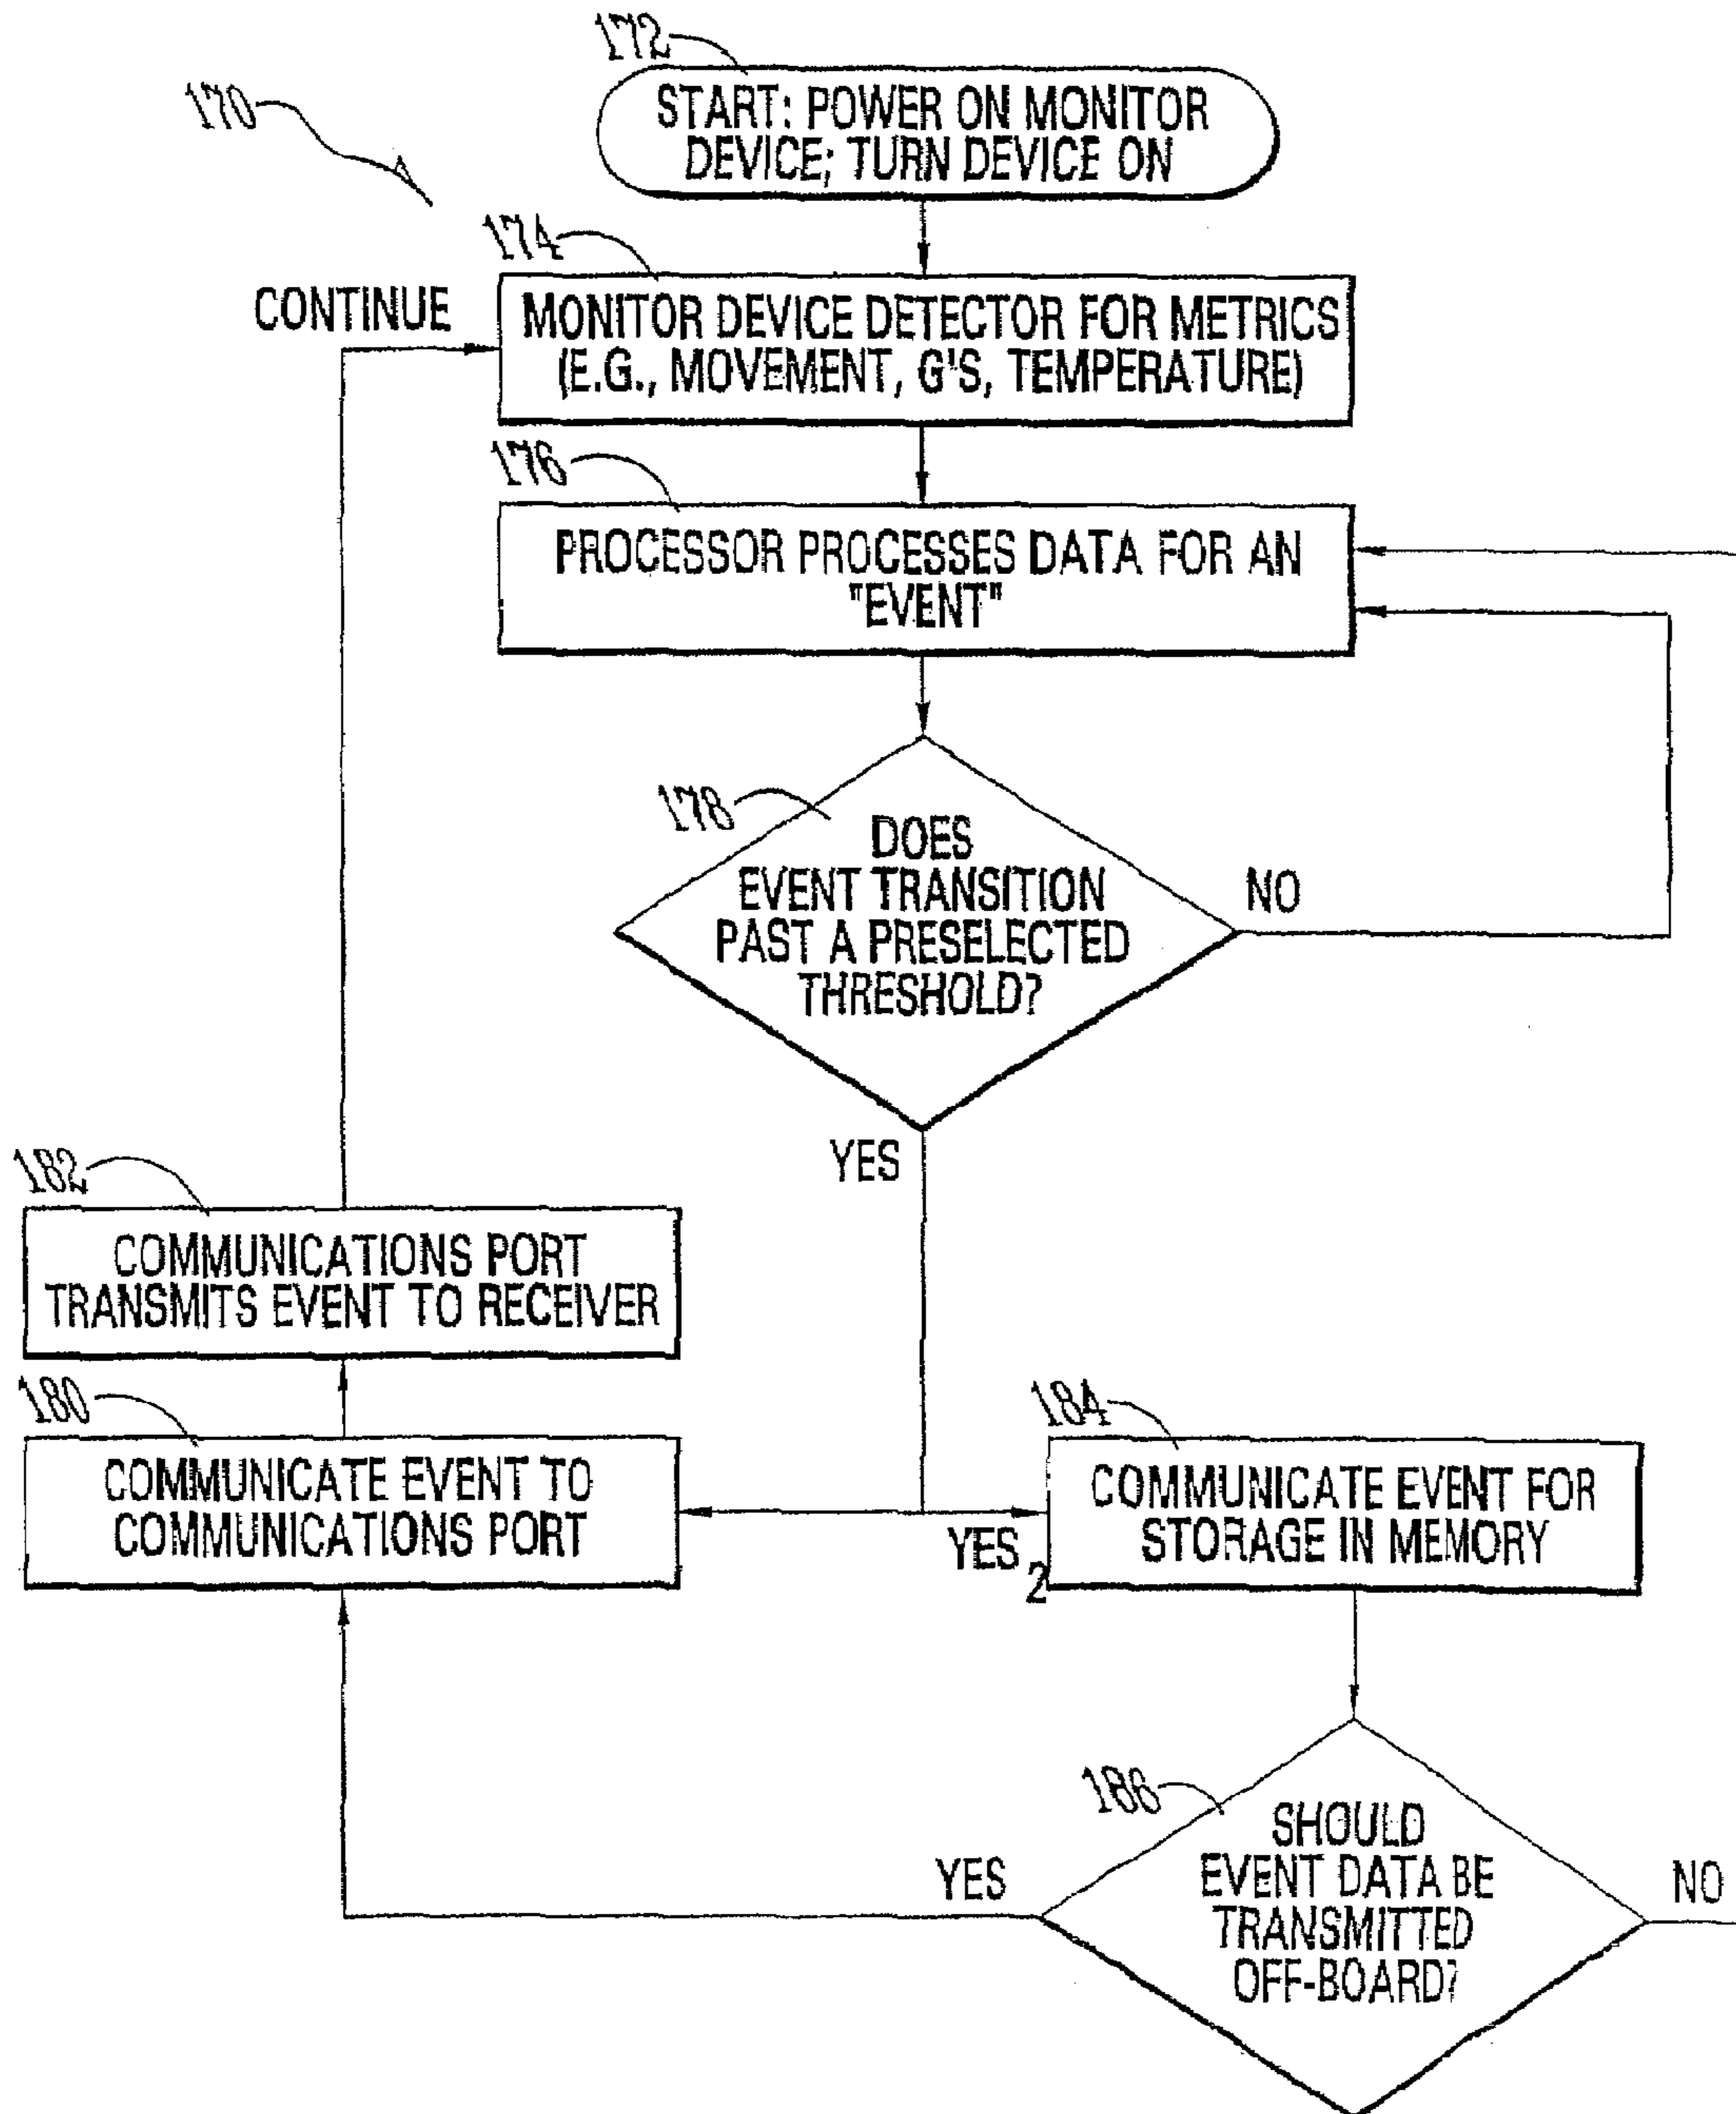 172
START: POWER ON MONITOR
DEVICE; TURN DEVICE ON
170
174
CONTINUE
MONITOR DEVICE DETECTOR FOR METRICS
(E.G., MOVEMENT, G'S, TEMPERATURE)
176
PROCESSOR PROCESSES DATA FOR AN
"EVENT"
178
DOES
EVENT TRANSITION
PAST A PRESELECTED
THRESHOLD?
NO
YES
182
COMMUNICATIONS PORT
TRANSMITS EVENT TO RECEIVER
180
COMMUNICATE EVENT TO
COMMUNICATIONS PORT
184
COMMUNICATE EVENT FOR
STORAGE IN MEMORY
YES 2
186
SHOULD
EVENT DATA BE
TRANSMITTED
OFF-BOARD?
YES
NO